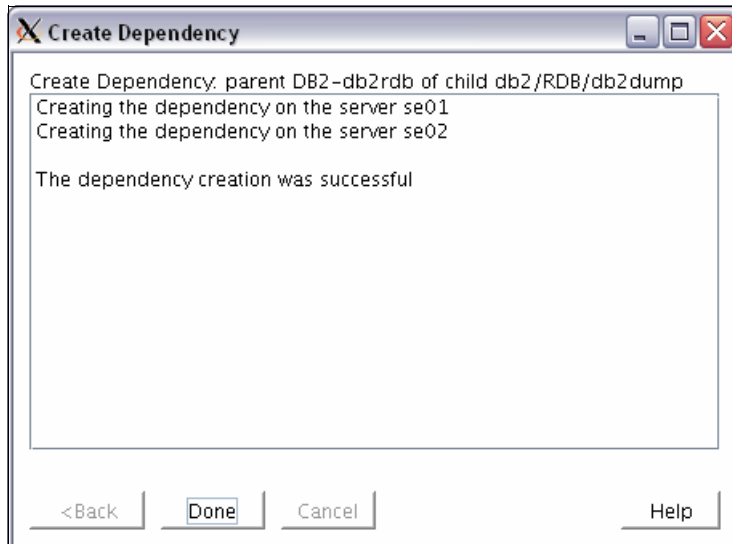 Create Dependency
Create Dependency: parent DB2-db2rdb of child db2/RDB/db2dump
Creating the dependency on the server se01
Creating the dependency on the server se02
The dependency creation was successful
<Back Done Cancel Help